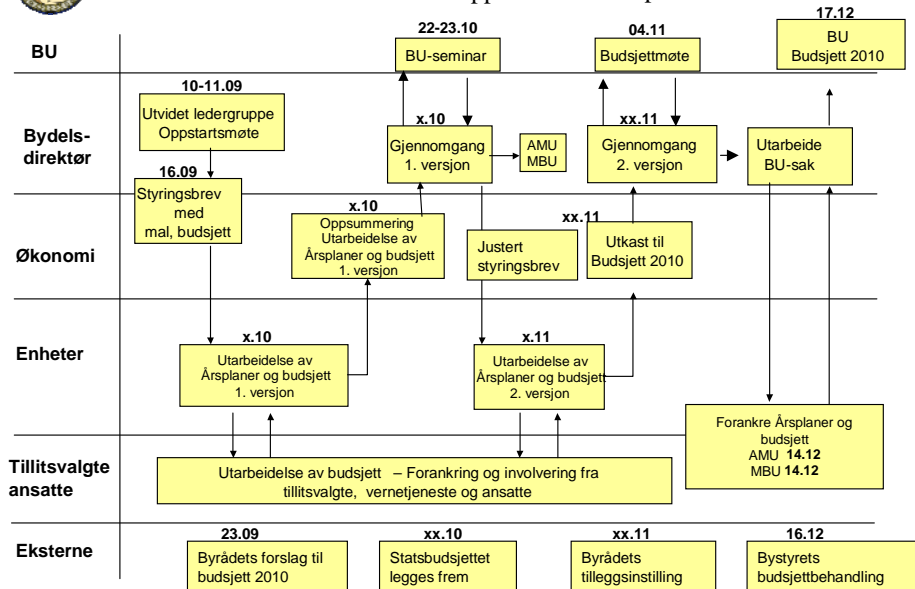 22-23.10
04.11
17.12
BU
BU-seminar
Budsjettmøte
BU
Budsjett 2010
10-11.09
Utvidet ledergruppe
Oppstartsmøte
Bydels-
direktør
x.10
Gjennomgang
1. versjon
AMU
MBU
xx.11
Gjennomgang
2. versjon
Utarbeide
BU-sak
16.09
Styringsbrev
med
mal, budsjett
Økonomi
x.10
Oppsummering
Utarbeidelse av
Årsplaner og budsjett
1. versjon
Justert
styringsbrev
xx.11
Utkast til
Budsjett 2010
Enheter
x.10
Utarbeidelse av
Årsplaner og budsjett
1. versjon
x.11
Utarbeidelse av
Årsplaner og budsjett
2. versjon
Forankre Årsplaner og
budsjett
AMU 14.12
MBU 14.12
Tillitsvalgte
ansatte
Utarbeidelse av budsjett – Forankring og involvering fra
tillitsvalgte, vernetjeneste og ansatte
Eksterne
23.09
Byrådets forslag til
budsjett 2010
xx.10
Statsbudsjettet
legges frem
xx.11
Byrådets
tilleggsinstilling
16.12
Bystyrets
budsjettbehandling